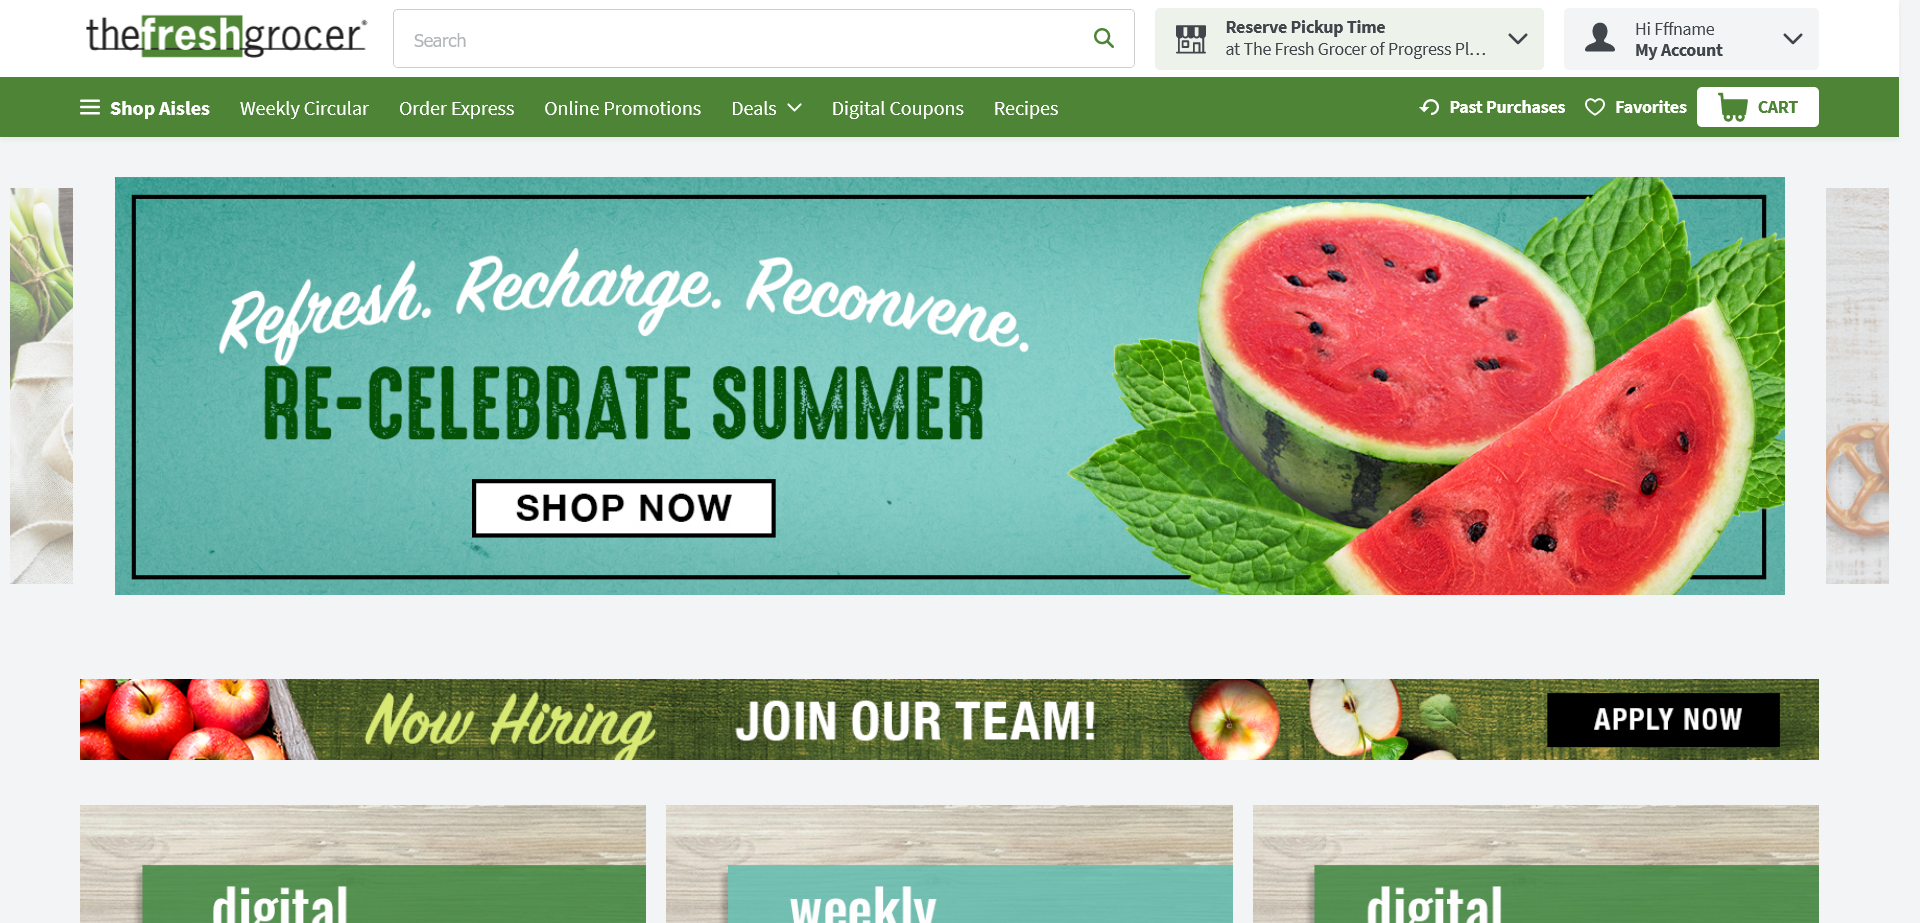 thefreshgrocer®
Search
Reserve Pickup Time
at The Fresh Grocer of Progress Pl...
Hi Fffname
My Account
Shop Aisles
Weekly Circular
Order Express
Online Promotions
Deals
Digital Coupons
Recipes
Past Purchases
Favorites
CART
Refresh. Recharge. Reconvene.
RE-CELEBRATE SUMMER
SHOP NOW
Now Hiring JOIN OUR TEAM!
APPLY NOW
digital
weekly
digital